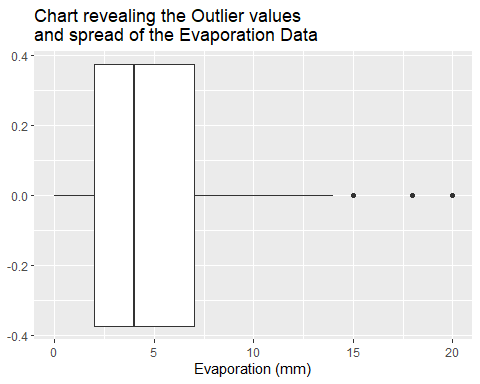 Chart revealing the Outlier values
and spread of the Evaporation Data
0.4
0.2
0.0
-0.2
-0.4
0 5 10 15 20
Evaporation (mm)